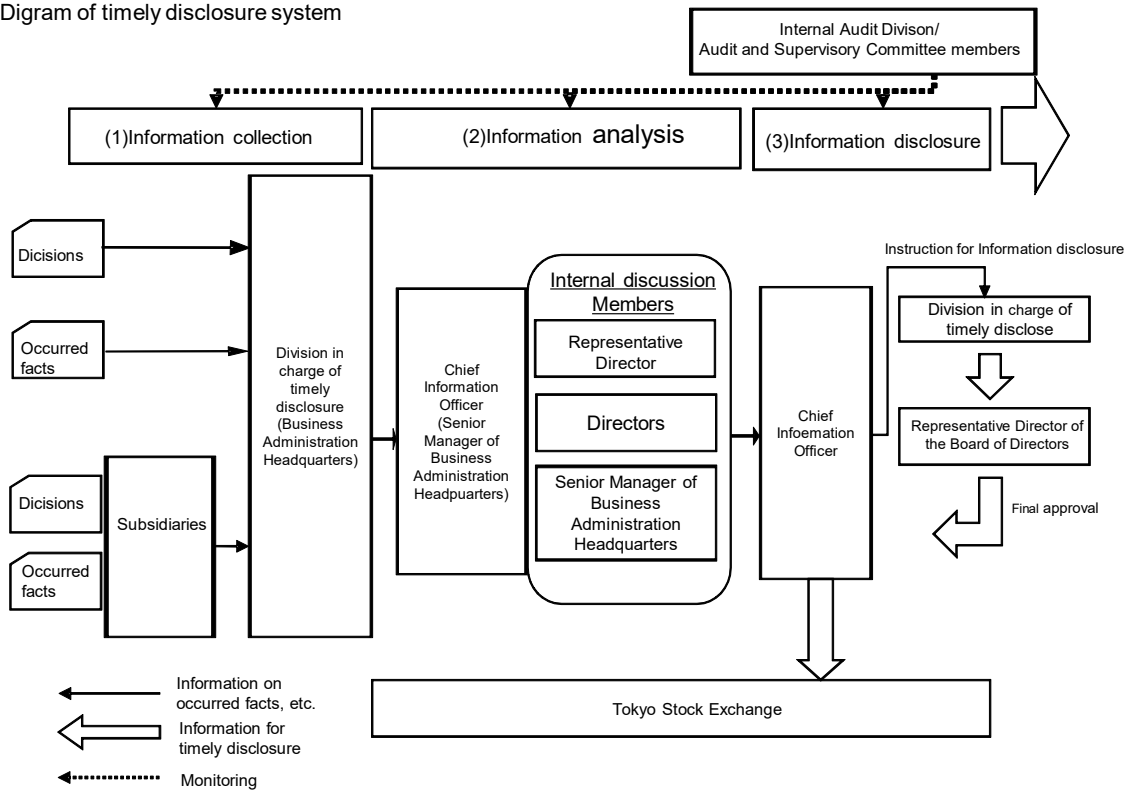 Digram of timely disclosure system
Internal Audit Divison/
Audit and Supervisory Committee members
(1)Information collection
(2)Information analysis
(3)Information disclosure
Dicisions
Occurred
facts
Dicisions
Occurred
facts
Subsidiaries
Division in
charge of
timely
disclosure
(Business
Administration
Headquarters)
Chief
Information
Officer
(Senior
Manager of
Business
Administration
Headpuarters)
Internal discussion
Members
Representative
Director
Directors
Senior Manager of
Business
Administration
Headquarters
Chief
Infoemation
Officer
Instruction for Information disclosure
Division in charge of
timely disclose
Representative Director of
the Board of Directors
Final approval
Tokyo Stock Exchange
Information on
occurred facts, etc.
Information for
timely disclosure
Monitoring